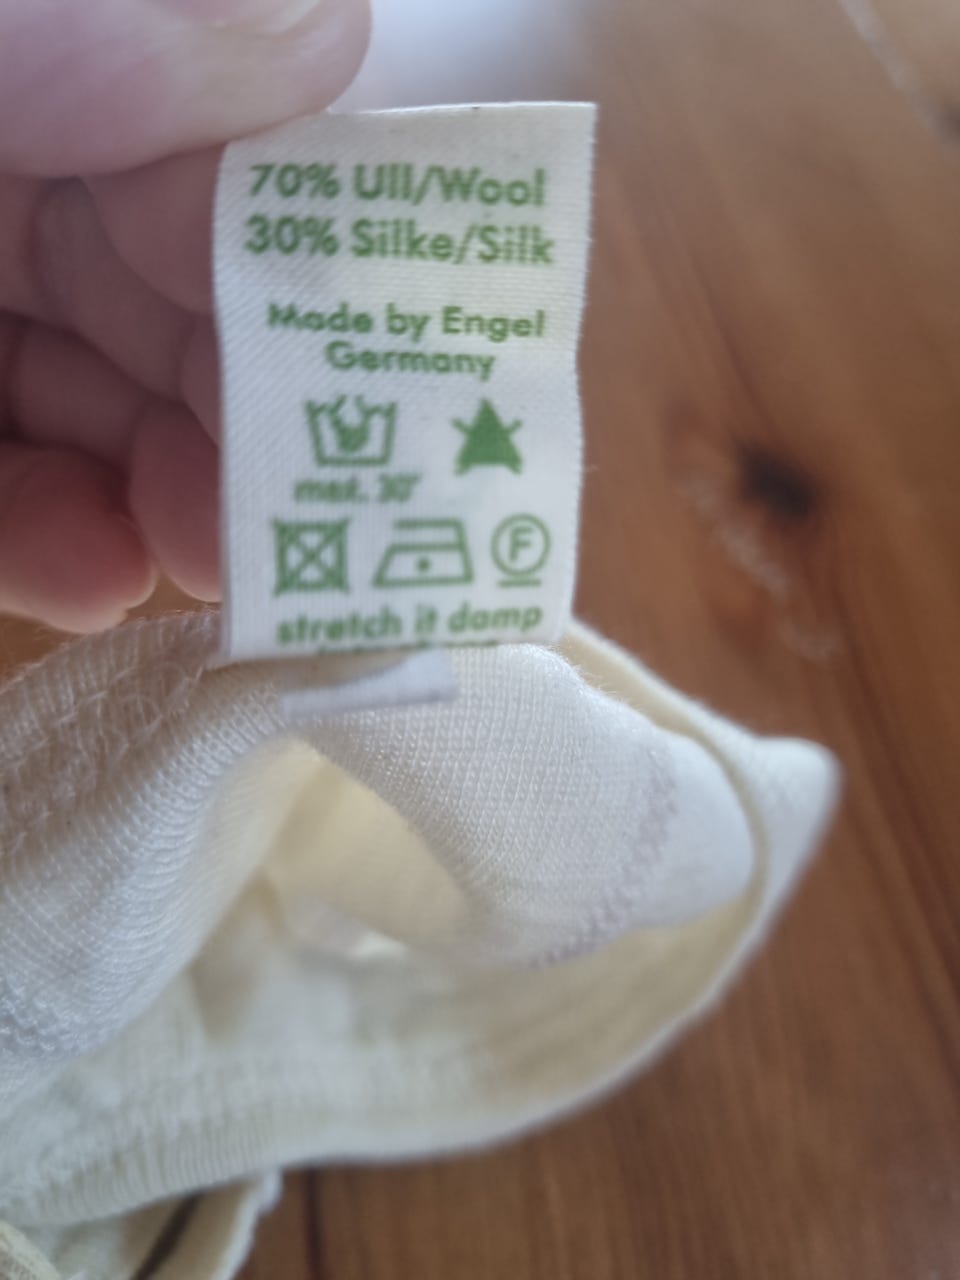 70% Ull/Wool
30% Silke/Silk
Made by Engel
Germany
max. 30°
F
stretch it damp